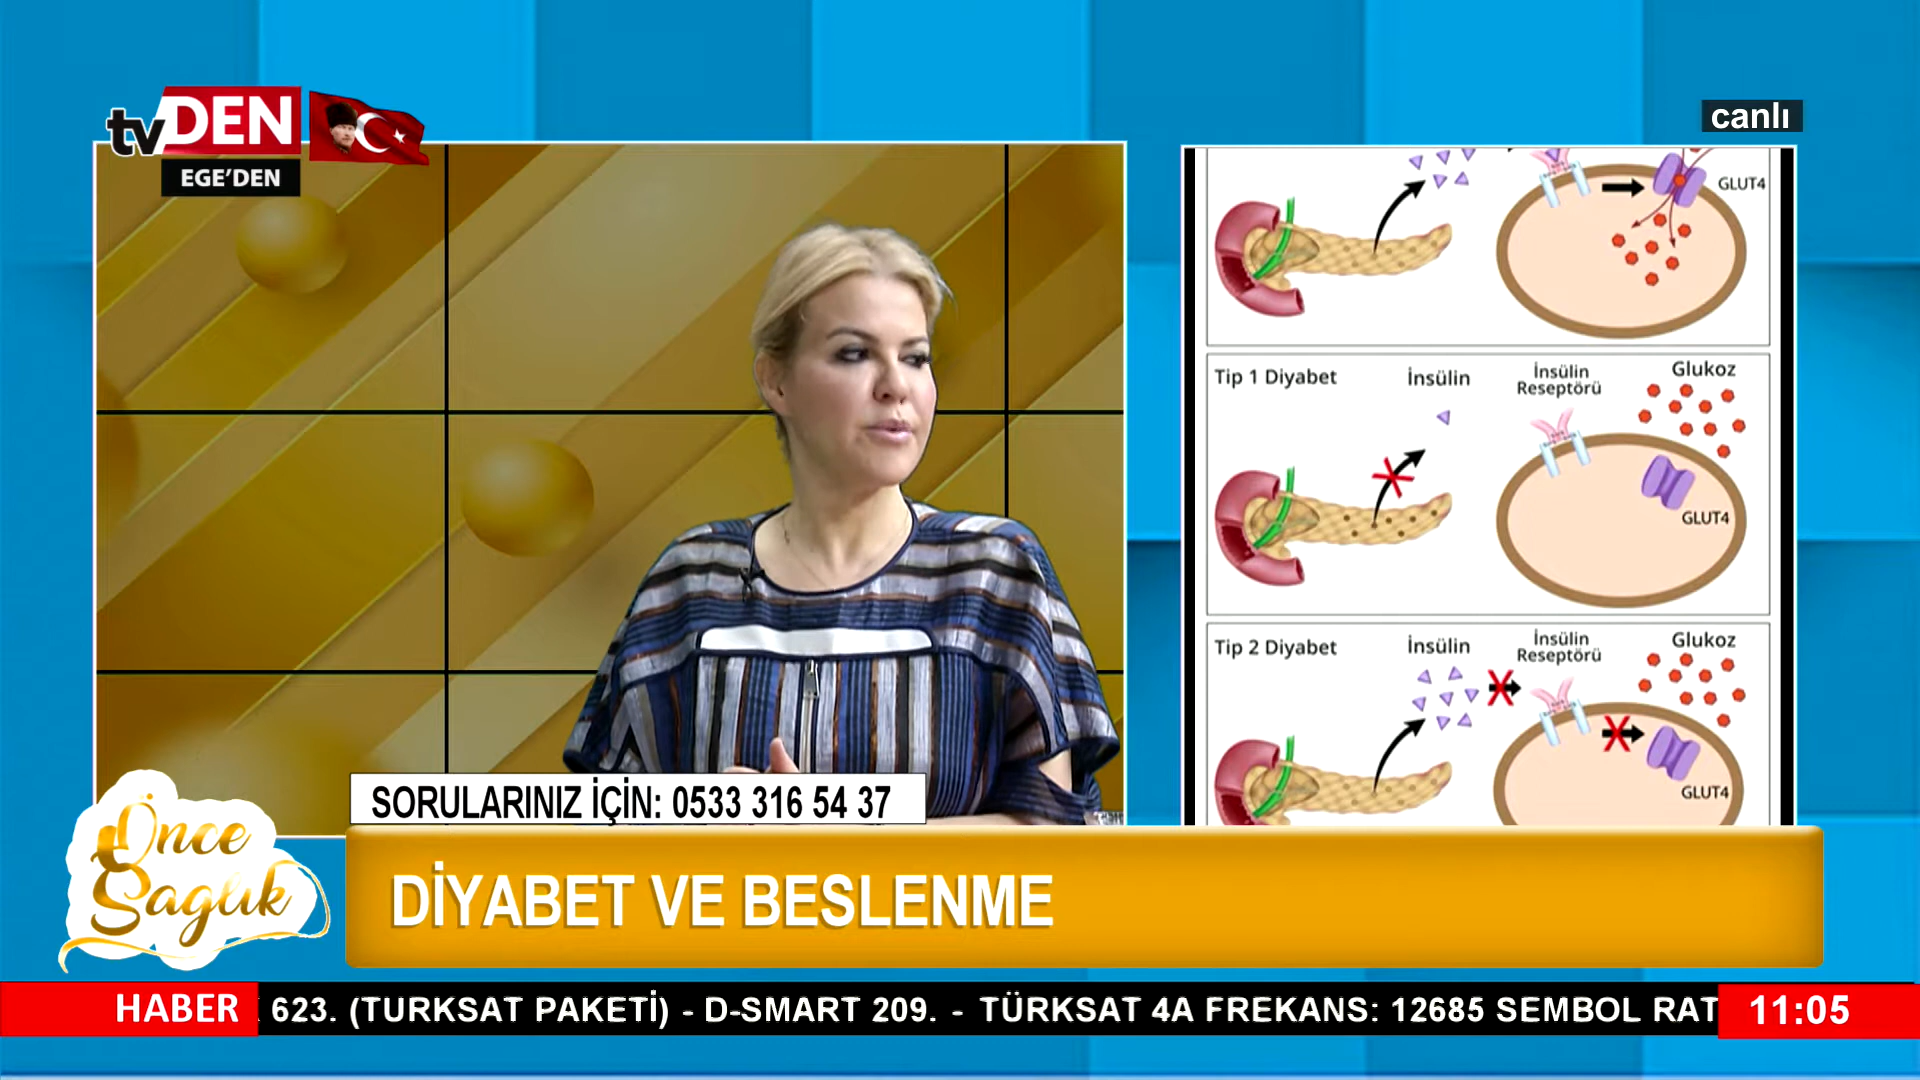 tvDEN
EGE'DEN
canlı
GLUT4
Tip 1 Diyabet
İnsülin
İnsülin
Reseptörü
Glukoz
GLUT4
Tip 2 Diyabet
İnsülin
İnsülin
Reseptörü
Glukoz
GLUT4
SORULARINIZ İÇİN: 0533 316 54 37
Önce
Sağlık
DİYABET VE BESLENME
HABER
623. (TURKSAT PAKETİ) - D-SMART 209. - TÜRKSAT 4A FREKANS: 12685 SEMBOL RAT
11:05